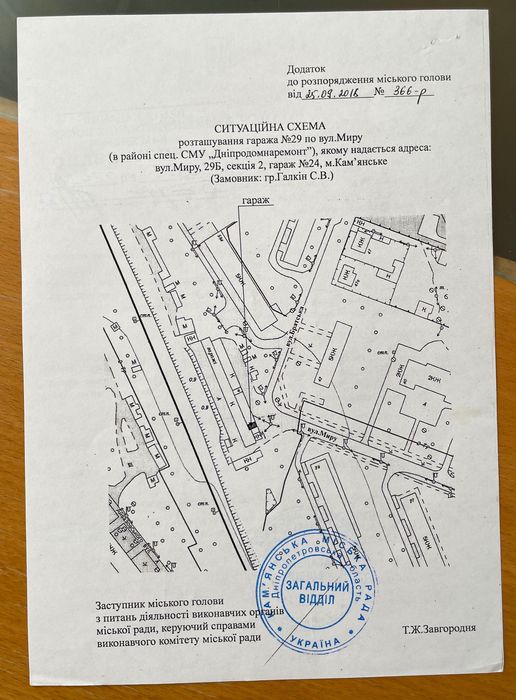 Додаток
до розпорядження міського голови
від 25.09.2018 № 366-р
СИТУАЦІЙНА СХЕМА
розташування гаража №29 по вул.Миру
(в районі спец. СМУ „Дніпродомнаремонт”), якому надається адреса:
вул.Миру, 29Б, секція 2, гараж №24, м.Кам’янське
(Замовник: гр.Галкін С.В.)
гараж
вул.Братська
вул.Миру
КАМ'ЯНСЬКА МІСЬКА РАДА
Дніпропетровська область
ЗАГАЛЬНИЙ
ВІДДІЛ
УКРАЇНА
Заступник міського голови
з питань діяльності виконавчих органів
міської ради, керуючий справами
виконавчого комітету міської ради
Т.Ж.Завгородня